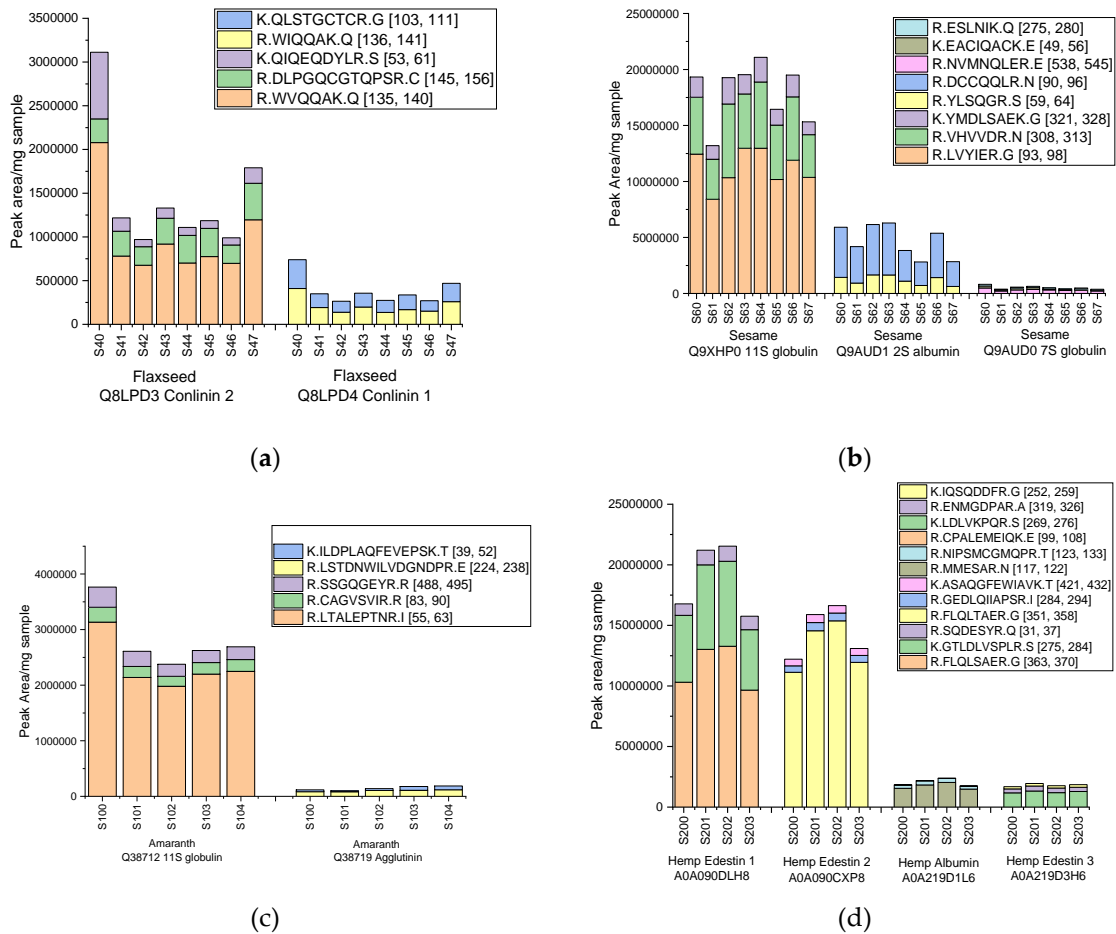 3500000
3000000
2500000
2000000
1500000
1000000
500000
0
Peak Area/mg sample
K.QLSTGCTCR.G [103, 111]
R.WIQQAK.Q [136, 141]
K.QIQEQDYLR.S [53, 61]
R.DLPGQCGTQPSR.C [145, 156]
R.WVQQAK.Q [135, 140]
S40
S41
S42
S43
S44
S45
S46
S47
S40
S41
S42
S43
S44
S45
S46
S47
Flaxseed
Q8LPD3 Conlinin 2
Flaxseed
Q8LPD4 Conlinin 1
(a)
25000000
20000000
15000000
10000000
5000000
0
Peak Area/mg sample
R.ESLNIK.Q [275, 280]
K.EACIQACK.E [49, 56]
R.NVMNQLER.E [538, 545]
R.DCCQQLR.N [90, 96]
R.YLSQGR.S [59, 64]
K.YMDLSAEK.G [321, 328]
R.VHVVDR.N [308, 313]
R.LVYIER.G [93, 98]
S60
S61
S62
S63
S64
S65
S66
S67
S60
S61
S62
S63
S64
S65
S66
S67
S60
S61
S62
S63
S64
S65
S66
S67
Sesame
Q9XHP0 11S globulin
Sesame
Q9AUD1 2S albumin
Sesame
Q9AUD0 7S globulin
(b)
4000000
3000000
2000000
1000000
0
Peak Area/mg sample
K.ILDPLAQFEVEPSK.T [39, 52]
R.LSTDNWILVDGNDPR.E [224, 238]
R.SSGQGEYR.R [488, 495]
R.CAGVSVIR.R [83, 90]
R.LTALEPTNR.I [55, 63]
S100
S101
S102
S103
S104
S100
S101
S102
S103
S104
Amaranth
Q38712 11S globulin
Amaranth
Q38719 Agglutinin
(c)
25000000
20000000
15000000
10000000
5000000
0
Peak Area/mg sample
K.IQSQDDFR.G [252, 259]
R.ENMGDPAR.A [319, 326]
K.LDLVKPQR.S [269, 276]
R.CPALEMEIQK.E [99, 108]
R.NIPSMCGMQPR.T [123, 133]
R.MMESAR.N [117, 122]
K.ASAQGFEWIAVK.T [421, 432]
R.GEDLQIIAPSR.I [284, 294]
R.FLQLTAER.G [351, 358]
R.SQDESYR.Q [31, 37]
K.GTLDLVSPLR.S [275, 284]
R.FLQLSAER.G [363, 370]
S200
S201
S202
S203
S200
S201
S202
S203
S200
S201
S202
S203
S200
S201
S202
S203
Hemp Edestin 1
A0A090DLH8
Hemp Edestin 2
A0A090CXP8
Hemp Albumin
A0A219D1L6
Hemp Edestin 3
A0A219D3H6
(d)